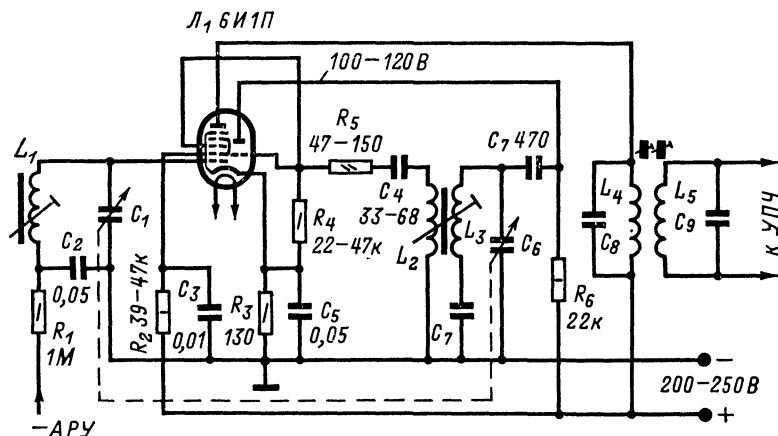 Л₁ 6И1П
100–120В
R₅
47–150
C₇ 470
L₁
C₁
C₂
0,05
R₁
1М
–АРУ
R₂ 39–47к
C₃
0,01
R₃
130
R₄
22–47к
C₅
0,05
C₄
33–68
L₂
L₃
C₇
C₆
R₆
22к
L₄
C₈
L₅
C₉
к УПЧ
–
200–250В
+